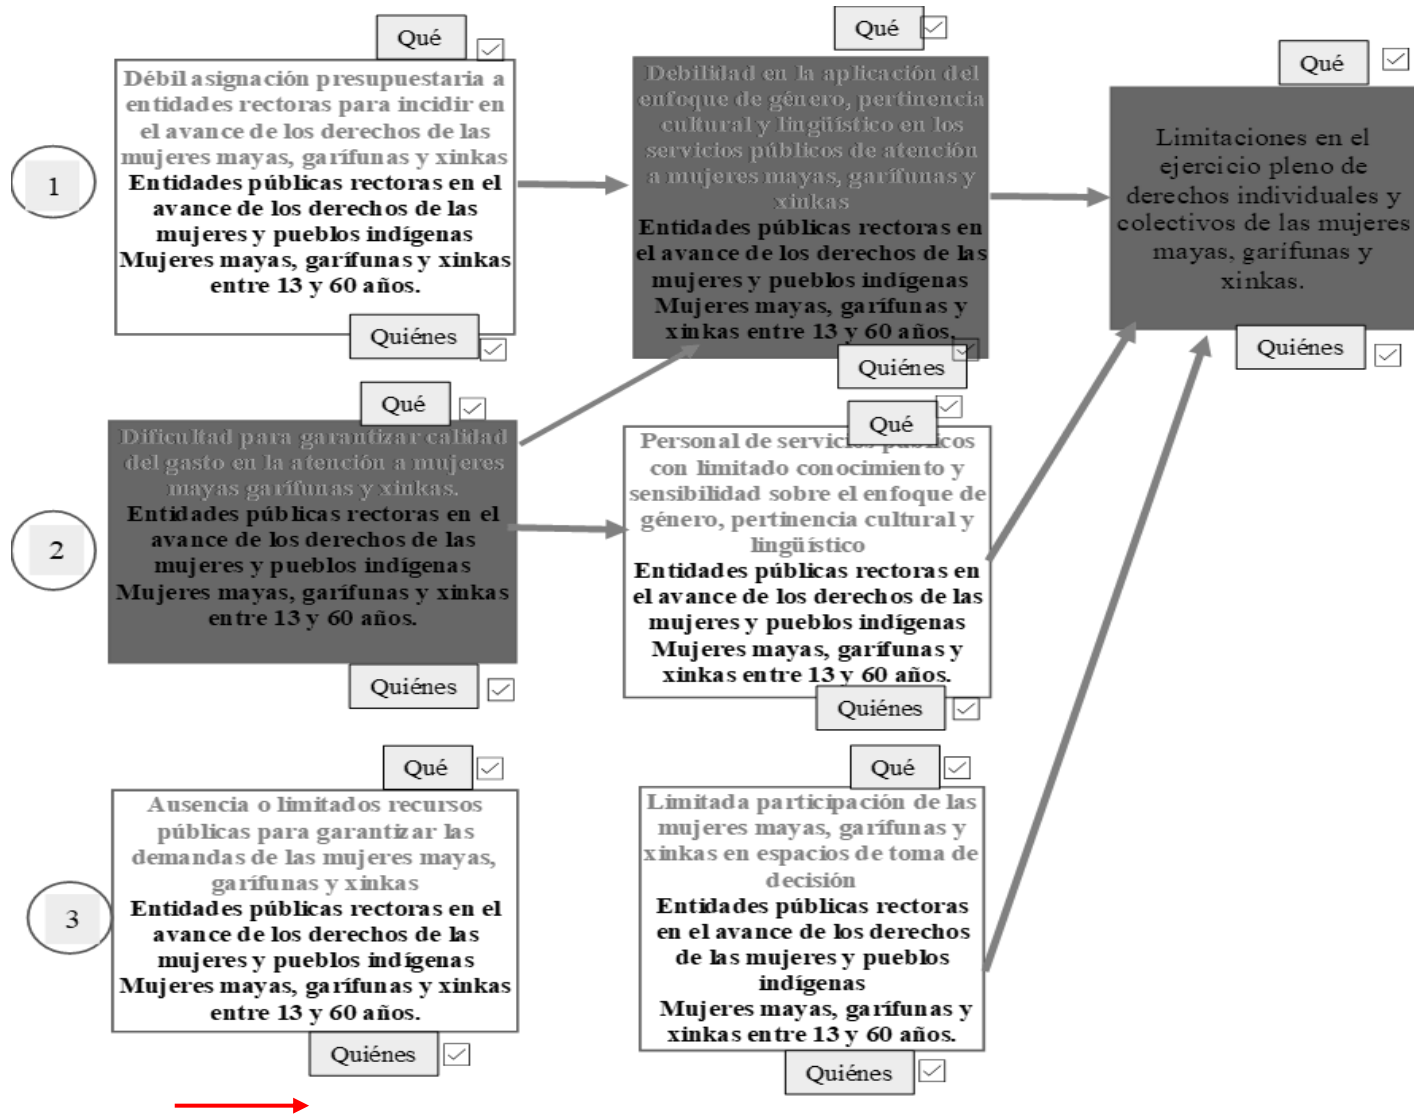 Qué
Débil asignación presupuestaria a
entidades rectoras para incidir en
el avance de los derechos de las
mujeres mayas, garífunas y xinkas
Entidades públicas rectoras en el
avance de los derechos de las
mujeres y pueblos indígenas
Mujeres mayas, garífunas y xinkas
entre 13 y 60 años.
Quiénes
1
Qué
Debilidad en la aplicación del
enfoque de género, pertinencia
cultural y lingüístico en los
servicios públicos de atención
a mujeres mayas, garífunas y
xinkas
Entidades públicas rectoras en
el avance de los derechos de las
mujeres y pueblos indígenas
Mujeres mayas, garífunas y
xinkas entre 13 y 60 años.
Quiénes
Qué
Limitaciones en el
ejercicio pleno de
derechos individuales y
colectivos de las mujeres
mayas, garífunas y
xinkas.
Quiénes
Qué
Dificultad para garantizar calidad
del gasto en la atención a mujeres
mayas garífunas y xinkas.
Entidades públicas rectoras en el
avance de los derechos de las
mujeres y pueblos indígenas
Mujeres mayas, garífunas y xinkas
entre 13 y 60 años.
Quiénes
2
Qué
Personal de servicios públicos
con limitado conocimiento y
sensibilidad sobre el enfoque de
género, pertinencia cultural y
lingüístico
Entidades públicas rectoras en
el avance de los derechos de las
mujeres y pueblos indígenas
Mujeres mayas, garífunas y
xinkas entre 13 y 60 años.
Quiénes
Qué
Ausencia o limitados recursos
públicas para garantizar las
demandas de las mujeres mayas,
garífunas y xinkas
Entidades públicas rectoras en el
avance de los derechos de las
mujeres y pueblos indígenas
Mujeres mayas, garífunas y xinkas
entre 13 y 60 años.
Quiénes
3
Qué
Limitada participación de las
mujeres mayas, garífunas y
xinkas en espacios de toma de
decisión
Entidades públicas rectoras
en el avance de los derechos
de las mujeres y pueblos
indígenas
Mujeres mayas, garífunas y
xinkas entre 13 y 60 años.
Quiénes